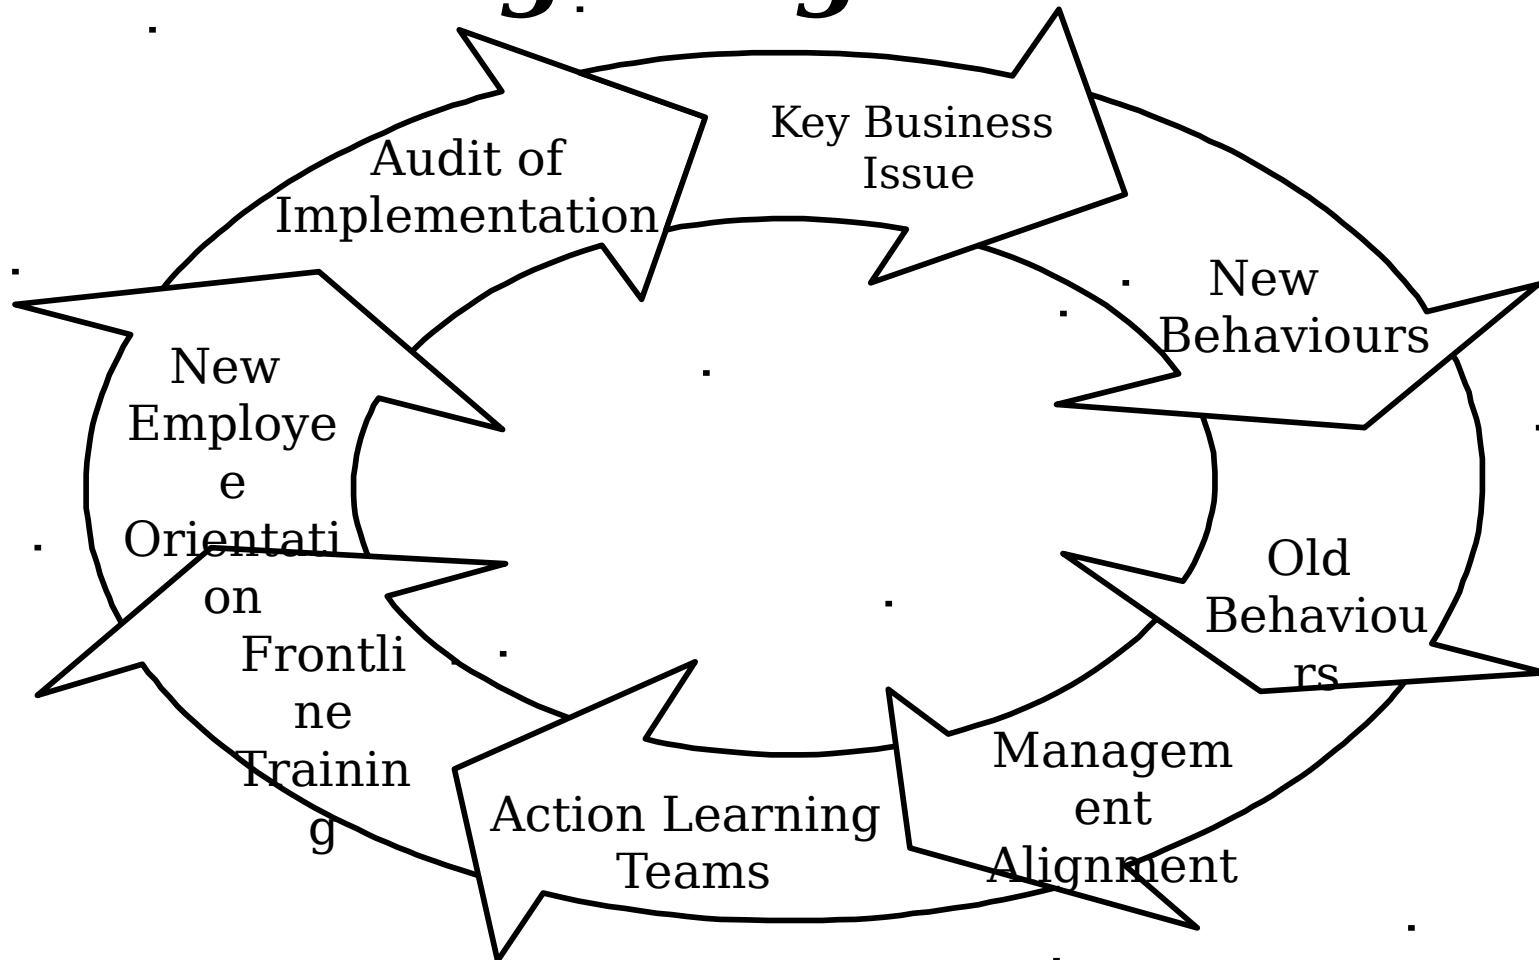 Key Business
Issue
Audit of
Implementation
New
Behaviours
New
Employe
e
Orientati
on
Old
Behaviou
rs
Frontli
ne
Trainin
g
Managem
ent
Alignment
Action Learning
Teams